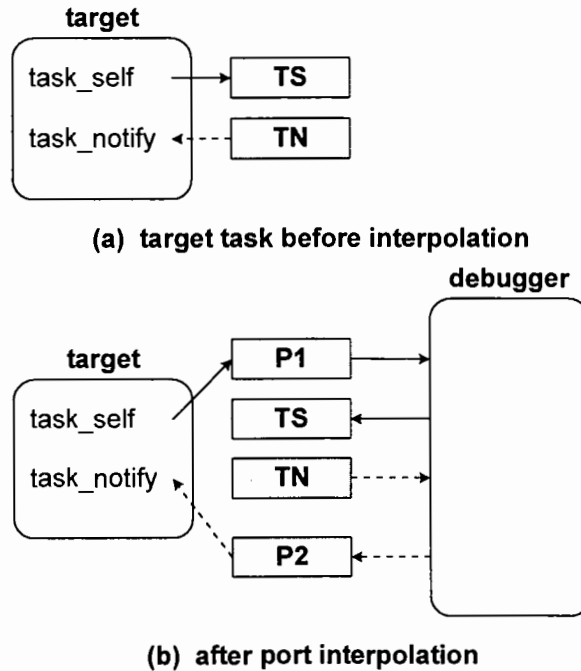 target
task_self
TS
task_notify
TN
(a) target task before interpolation
debugger
target
P1
task_self
TS
task_notify
TN
P2
(b) after port interpolation